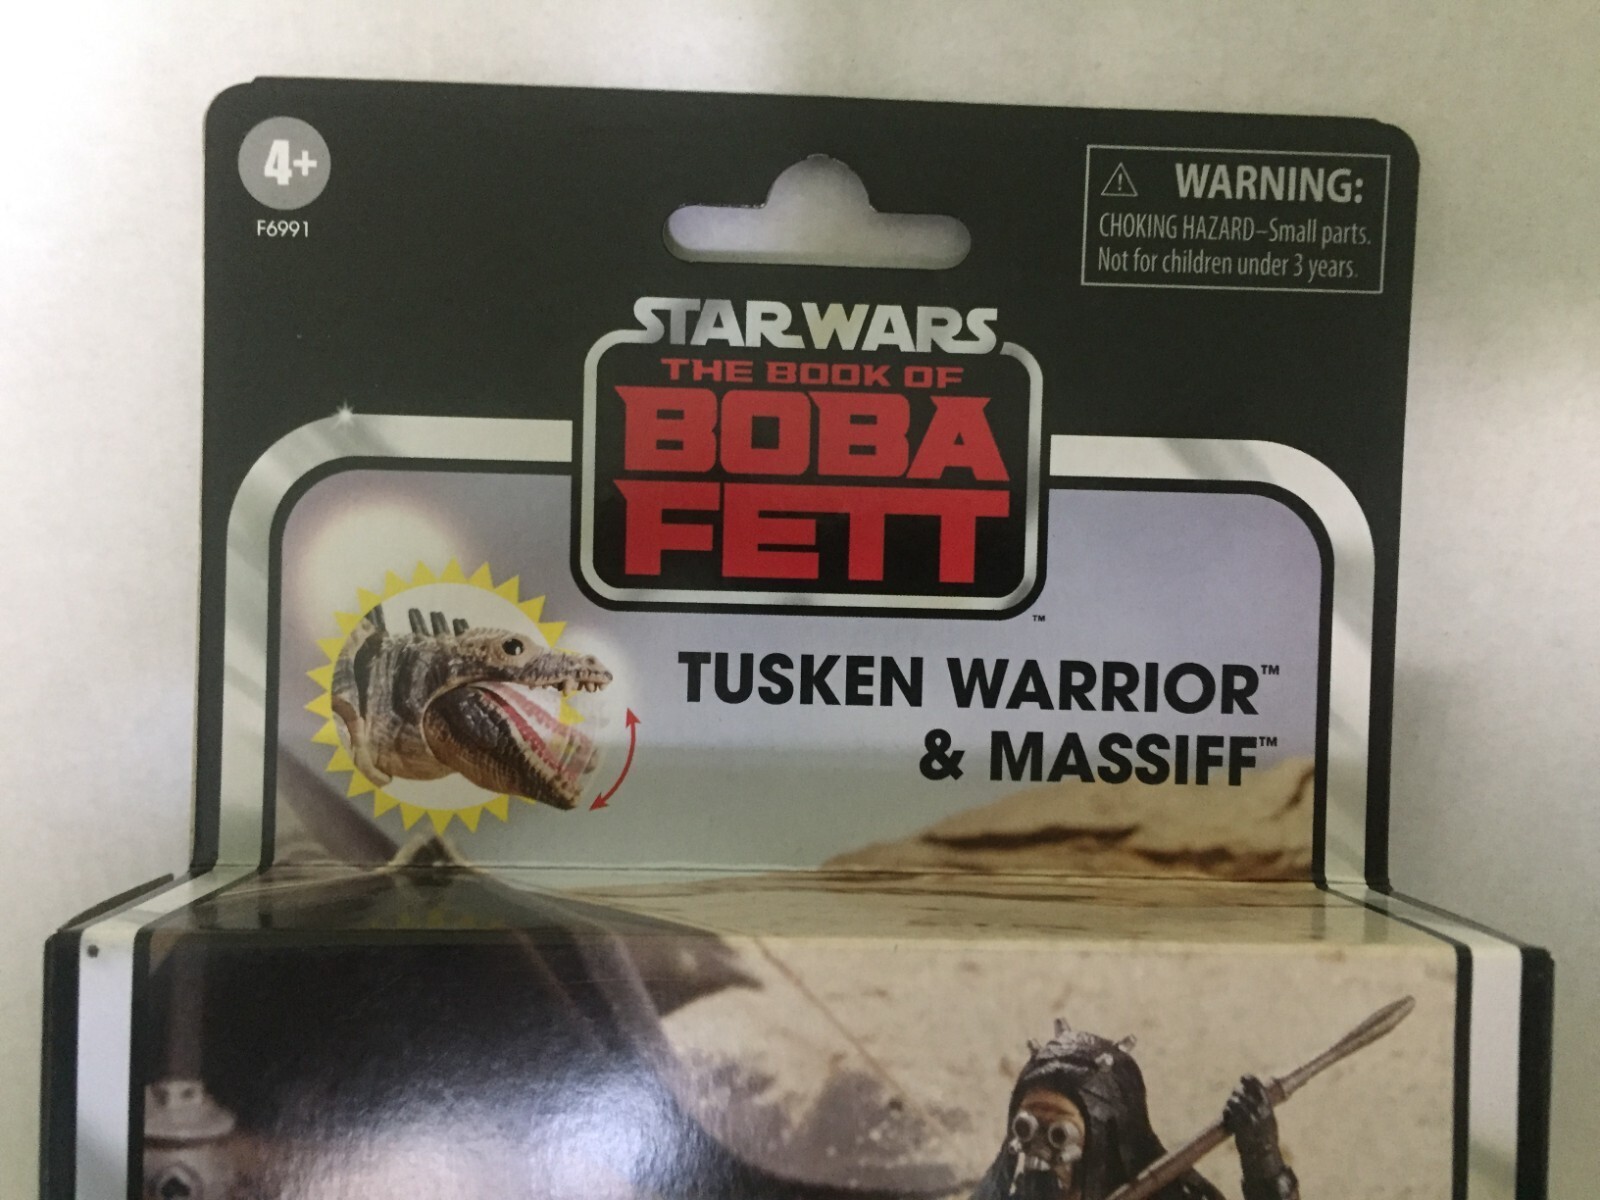 4+
F6991
WARNING:
CHOKING HAZARD–Small parts.
Not for children under 3 years.
STAR WARS
THE BOOK OF
BOBA
FETT
™
TUSKEN WARRIOR™
& MASSIFF™